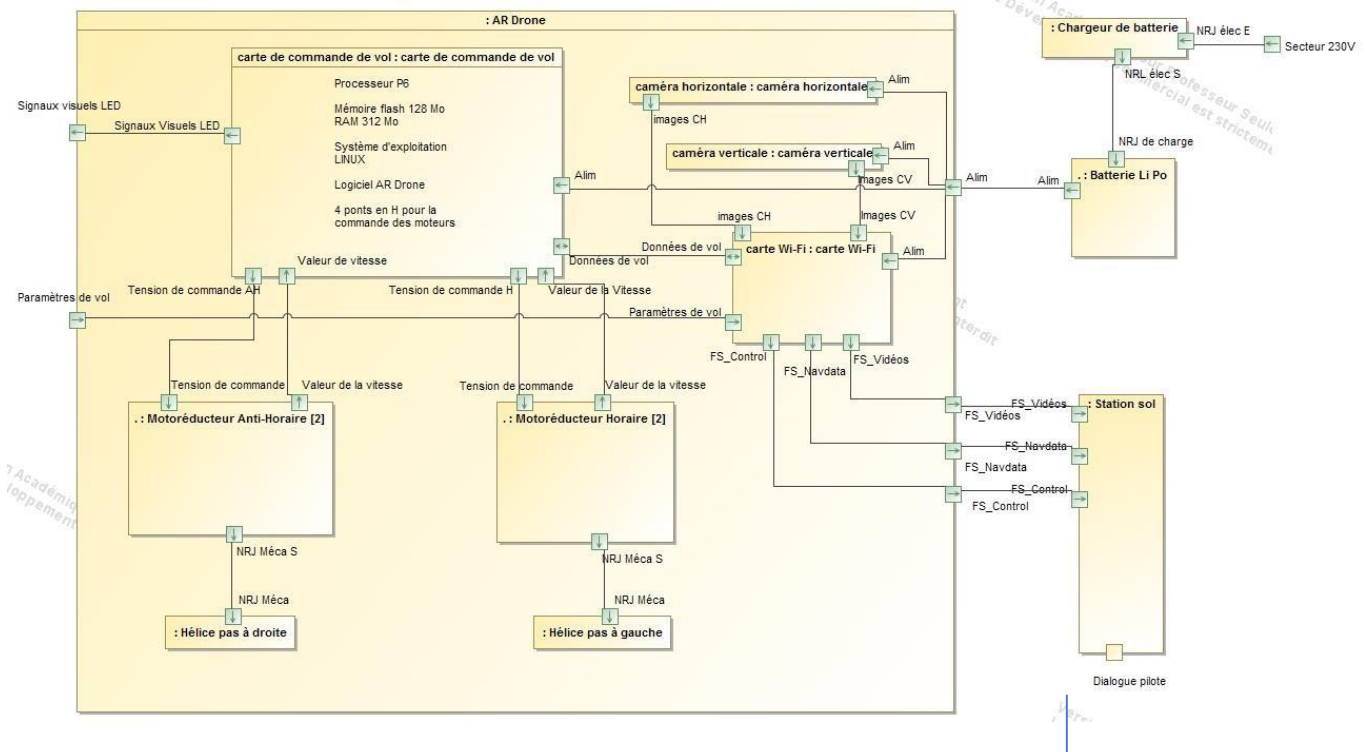 : AR Drone
carte de commande de vol : carte de commande de vol
Processeur P6
Mémoire flash 128 Mo
RAM 312 Mo
Système d'exploitation
LINUX
Logiciel AR Drone
4 ponts en H pour la
commande des moteurs
Signaux visuels LED
Signaux Visuels LED
caméra horizontale : caméra horizontale
Alim
images CH
caméra verticale : caméra verticale
Alim
Images CV
Alim
Alim
Alim
: Chargeur de batterie
NRJ élec E
Secteur 230V
NRL élec S
NRJ de charge
. : Batterie Li Po
images CH
Images CV
carte Wi-Fi : carte Wi-Fi
Alim
Données de vol
Données de vol
Valeur de vitesse
Tension de commande AH
Tension de commande H
Valeur de la Vitesse
Paramètres de vol
Paramètres de vol
FS_Control
FS_Navdata
FS_Vidéos
Tension de commande
Valeur de la vitesse
Tension de commande
Valeur de la vitesse
. : Motoréducteur Anti-Horaire [2]
. : Motoréducteur Horaire [2]
FS_Vidéos
FS_Vidéos
: Station sol
FS_Navdata
FS_Navdata
FS_Control
FS_Control
NRJ Méca S
NRJ Méca S
NRJ Méca
NRJ Méca
: Hélice pas à droite
: Hélice pas à gauche
Dialogue pilote